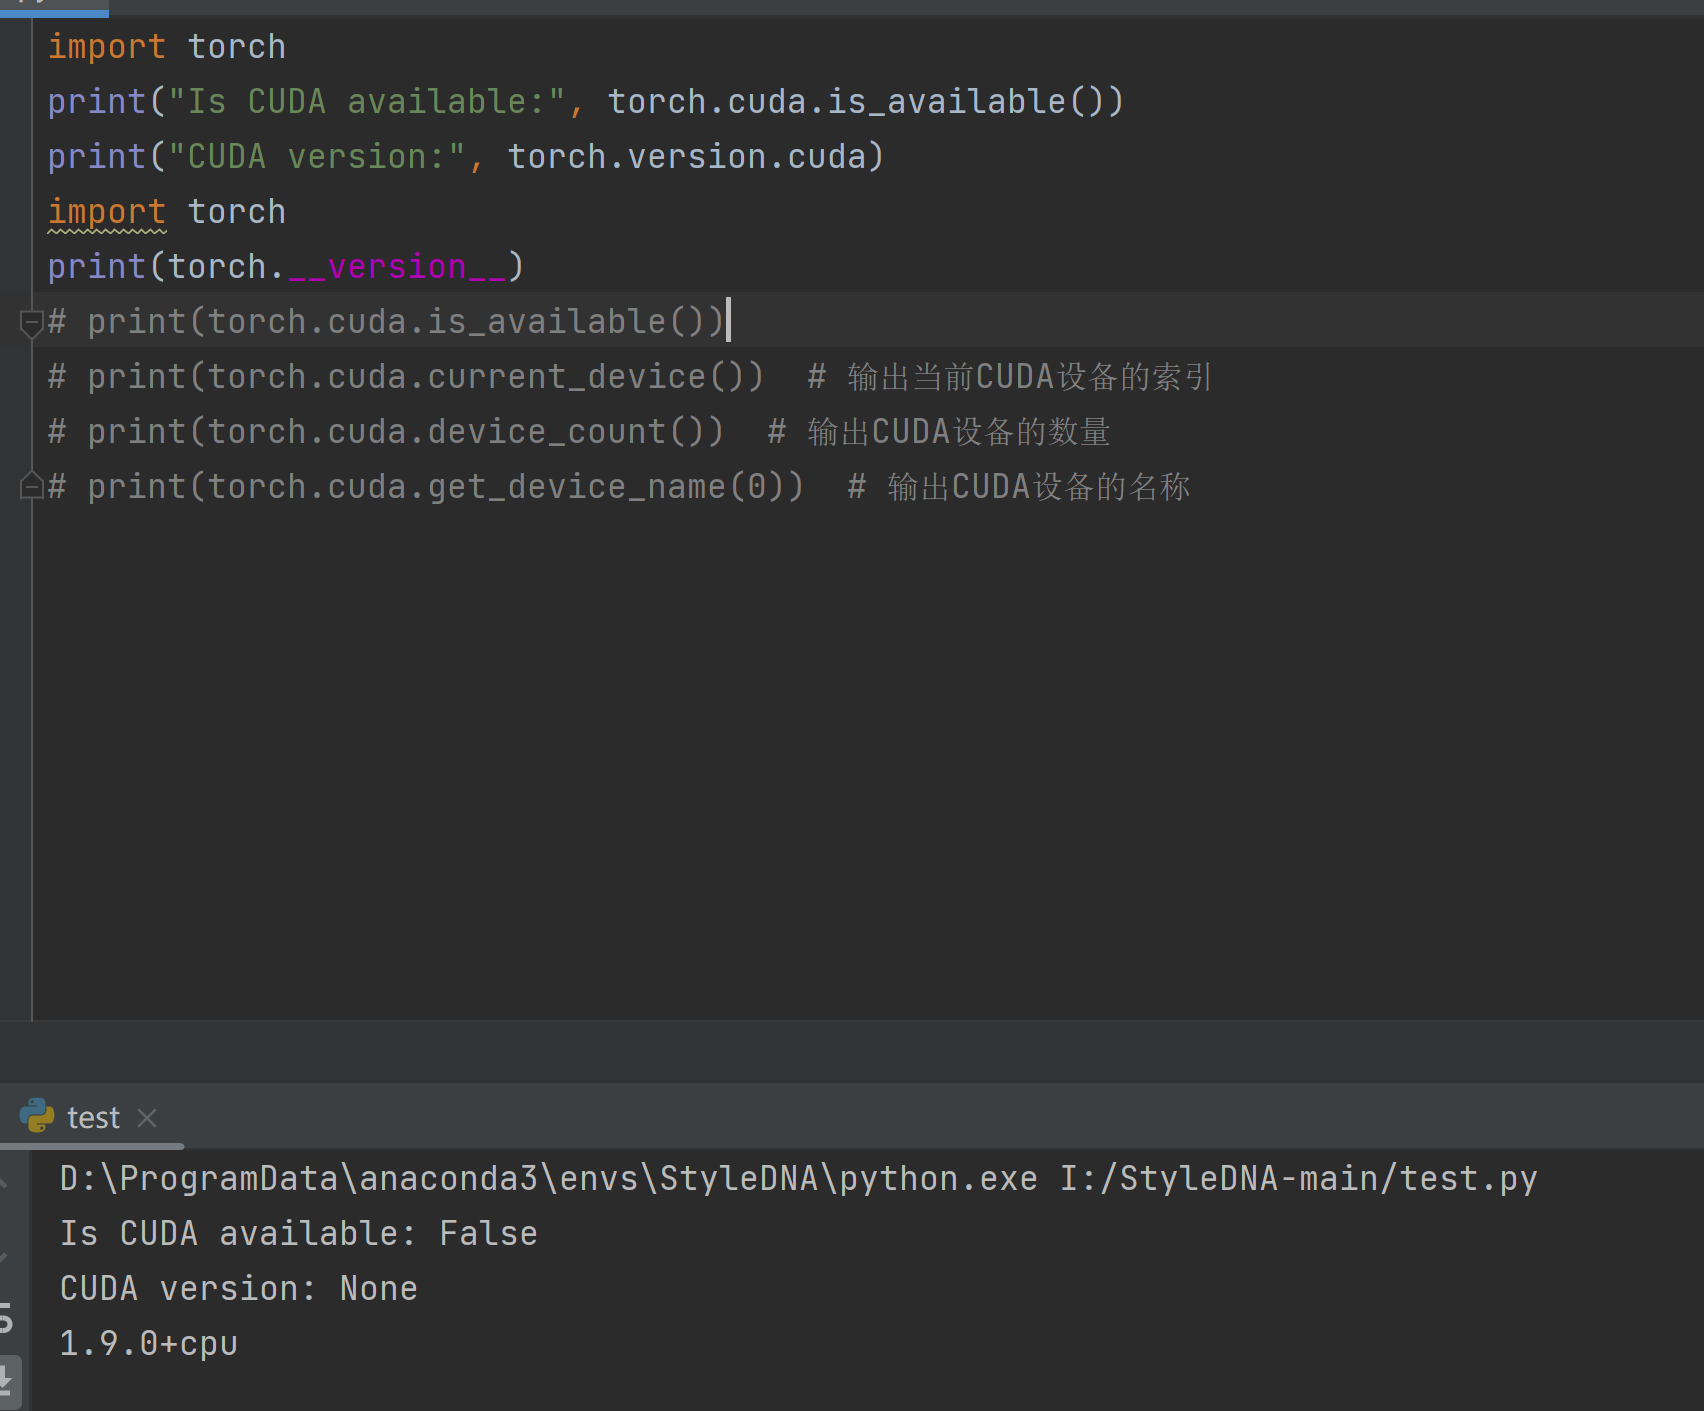 import torch
print("Is CUDA available:", torch.cuda.is_available())
print("CUDA version:", torch.version.cuda)
import torch
print(torch.__version__)
# print(torch.cuda.is_available())
# print(torch.cuda.current_device())  # 输出当前CUDA设备的索引
# print(torch.cuda.device_count())  # 输出CUDA设备的数量
# print(torch.cuda.get_device_name(0))  # 输出CUDA设备的名称
test
D:\ProgramData\anaconda3\envs\StyleDNA\python.exe I:/StyleDNA-main/test.py
Is CUDA available: False
CUDA version: None
1.9.0+cpu